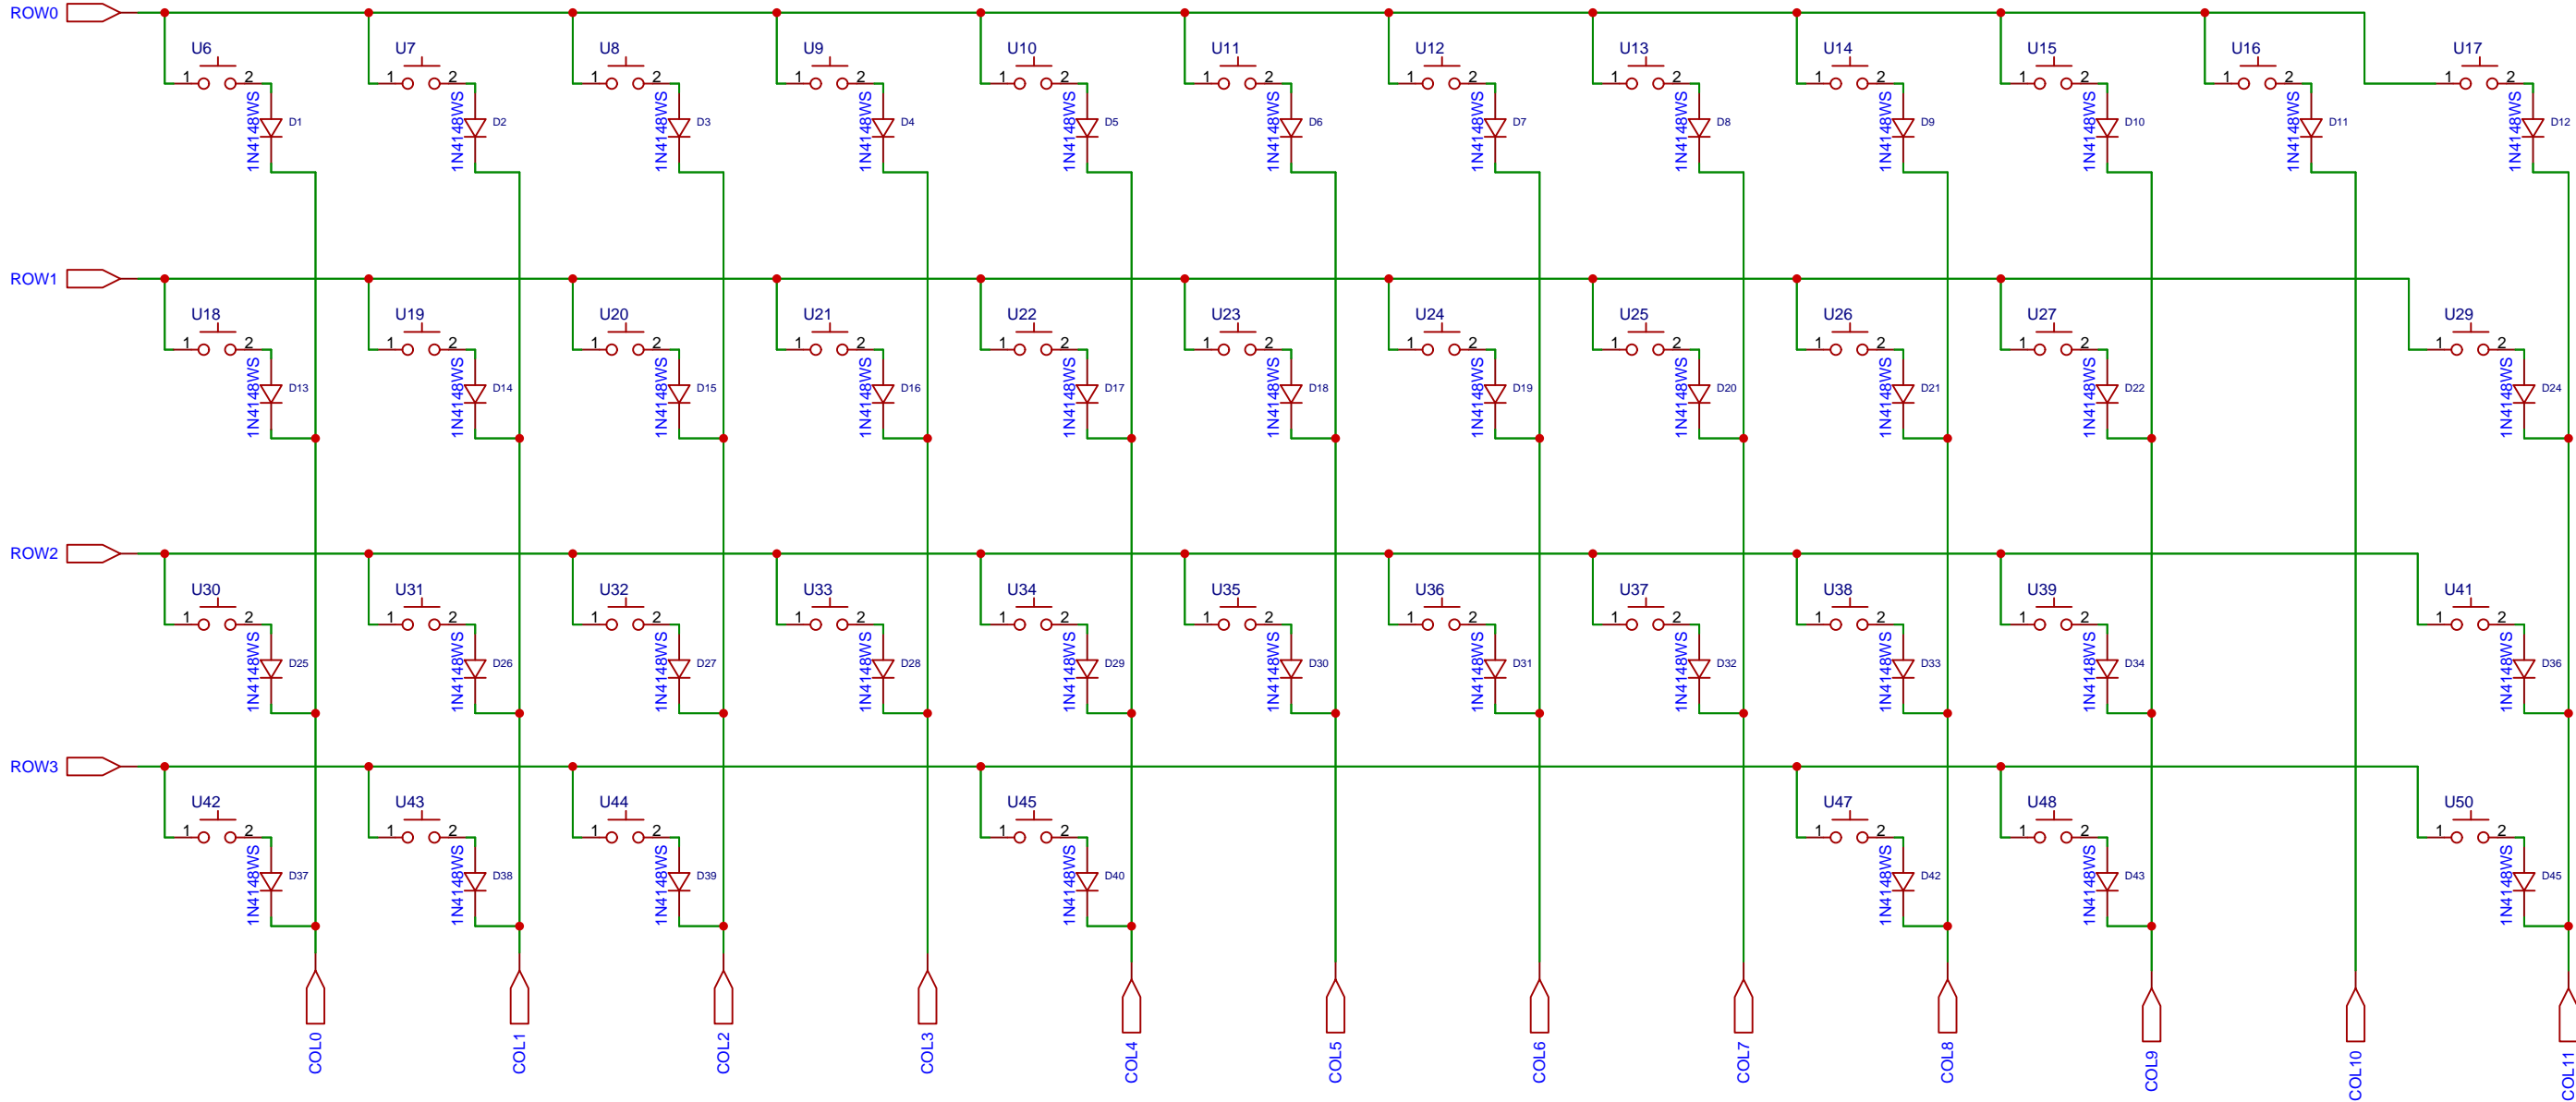 ROW0
U6 U7 U8 U9 U10 U11 U12 U13 U14 U15 U16 U17
1 2 1 2 1 2 1 2 1 2 1 2 1 2 1 2 1 2 1 2 1 2 1 2
1N4148WS D1 1N4148WS D2 1N4148WS D3 1N4148WS D4 1N4148WS D5 1N4148WS D6 1N4148WS D7 1N4148WS D8 1N4148WS D9 1N4148WS D10 1N4148WS D11 1N4148WS D12
ROW1
U18 U19 U20 U21 U22 U23 U24 U25 U26 U27 U29
1 2 1 2 1 2 1 2 1 2 1 2 1 2 1 2 1 2 1 2 1 2
1N4148WS D13 1N4148WS D14 1N4148WS D15 1N4148WS D16 1N4148WS D17 1N4148WS D18 1N4148WS D19 1N4148WS D20 1N4148WS D21 1N4148WS D22 1N4148WS D24
ROW2
U30 U31 U32 U33 U34 U35 U36 U37 U38 U39 U41
1 2 1 2 1 2 1 2 1 2 1 2 1 2 1 2 1 2 1 2 1 2
1N4148WS D25 1N4148WS D26 1N4148WS D27 1N4148WS D28 1N4148WS D29 1N4148WS D30 1N4148WS D31 1N4148WS D32 1N4148WS D33 1N4148WS D34 1N4148WS D36
ROW3
U42 U43 U44 U45 U47 U48 U50
1 2 1 2 1 2 1 2 1 2 1 2 1 2
1N4148WS D37 1N4148WS D38 1N4148WS D39 1N4148WS D40 1N4148WS D42 1N4148WS D43 1N4148WS D45
COL0 COL1 COL2 COL3 COL4 COL5 COL6 COL7 COL8 COL9 COL10 COL11